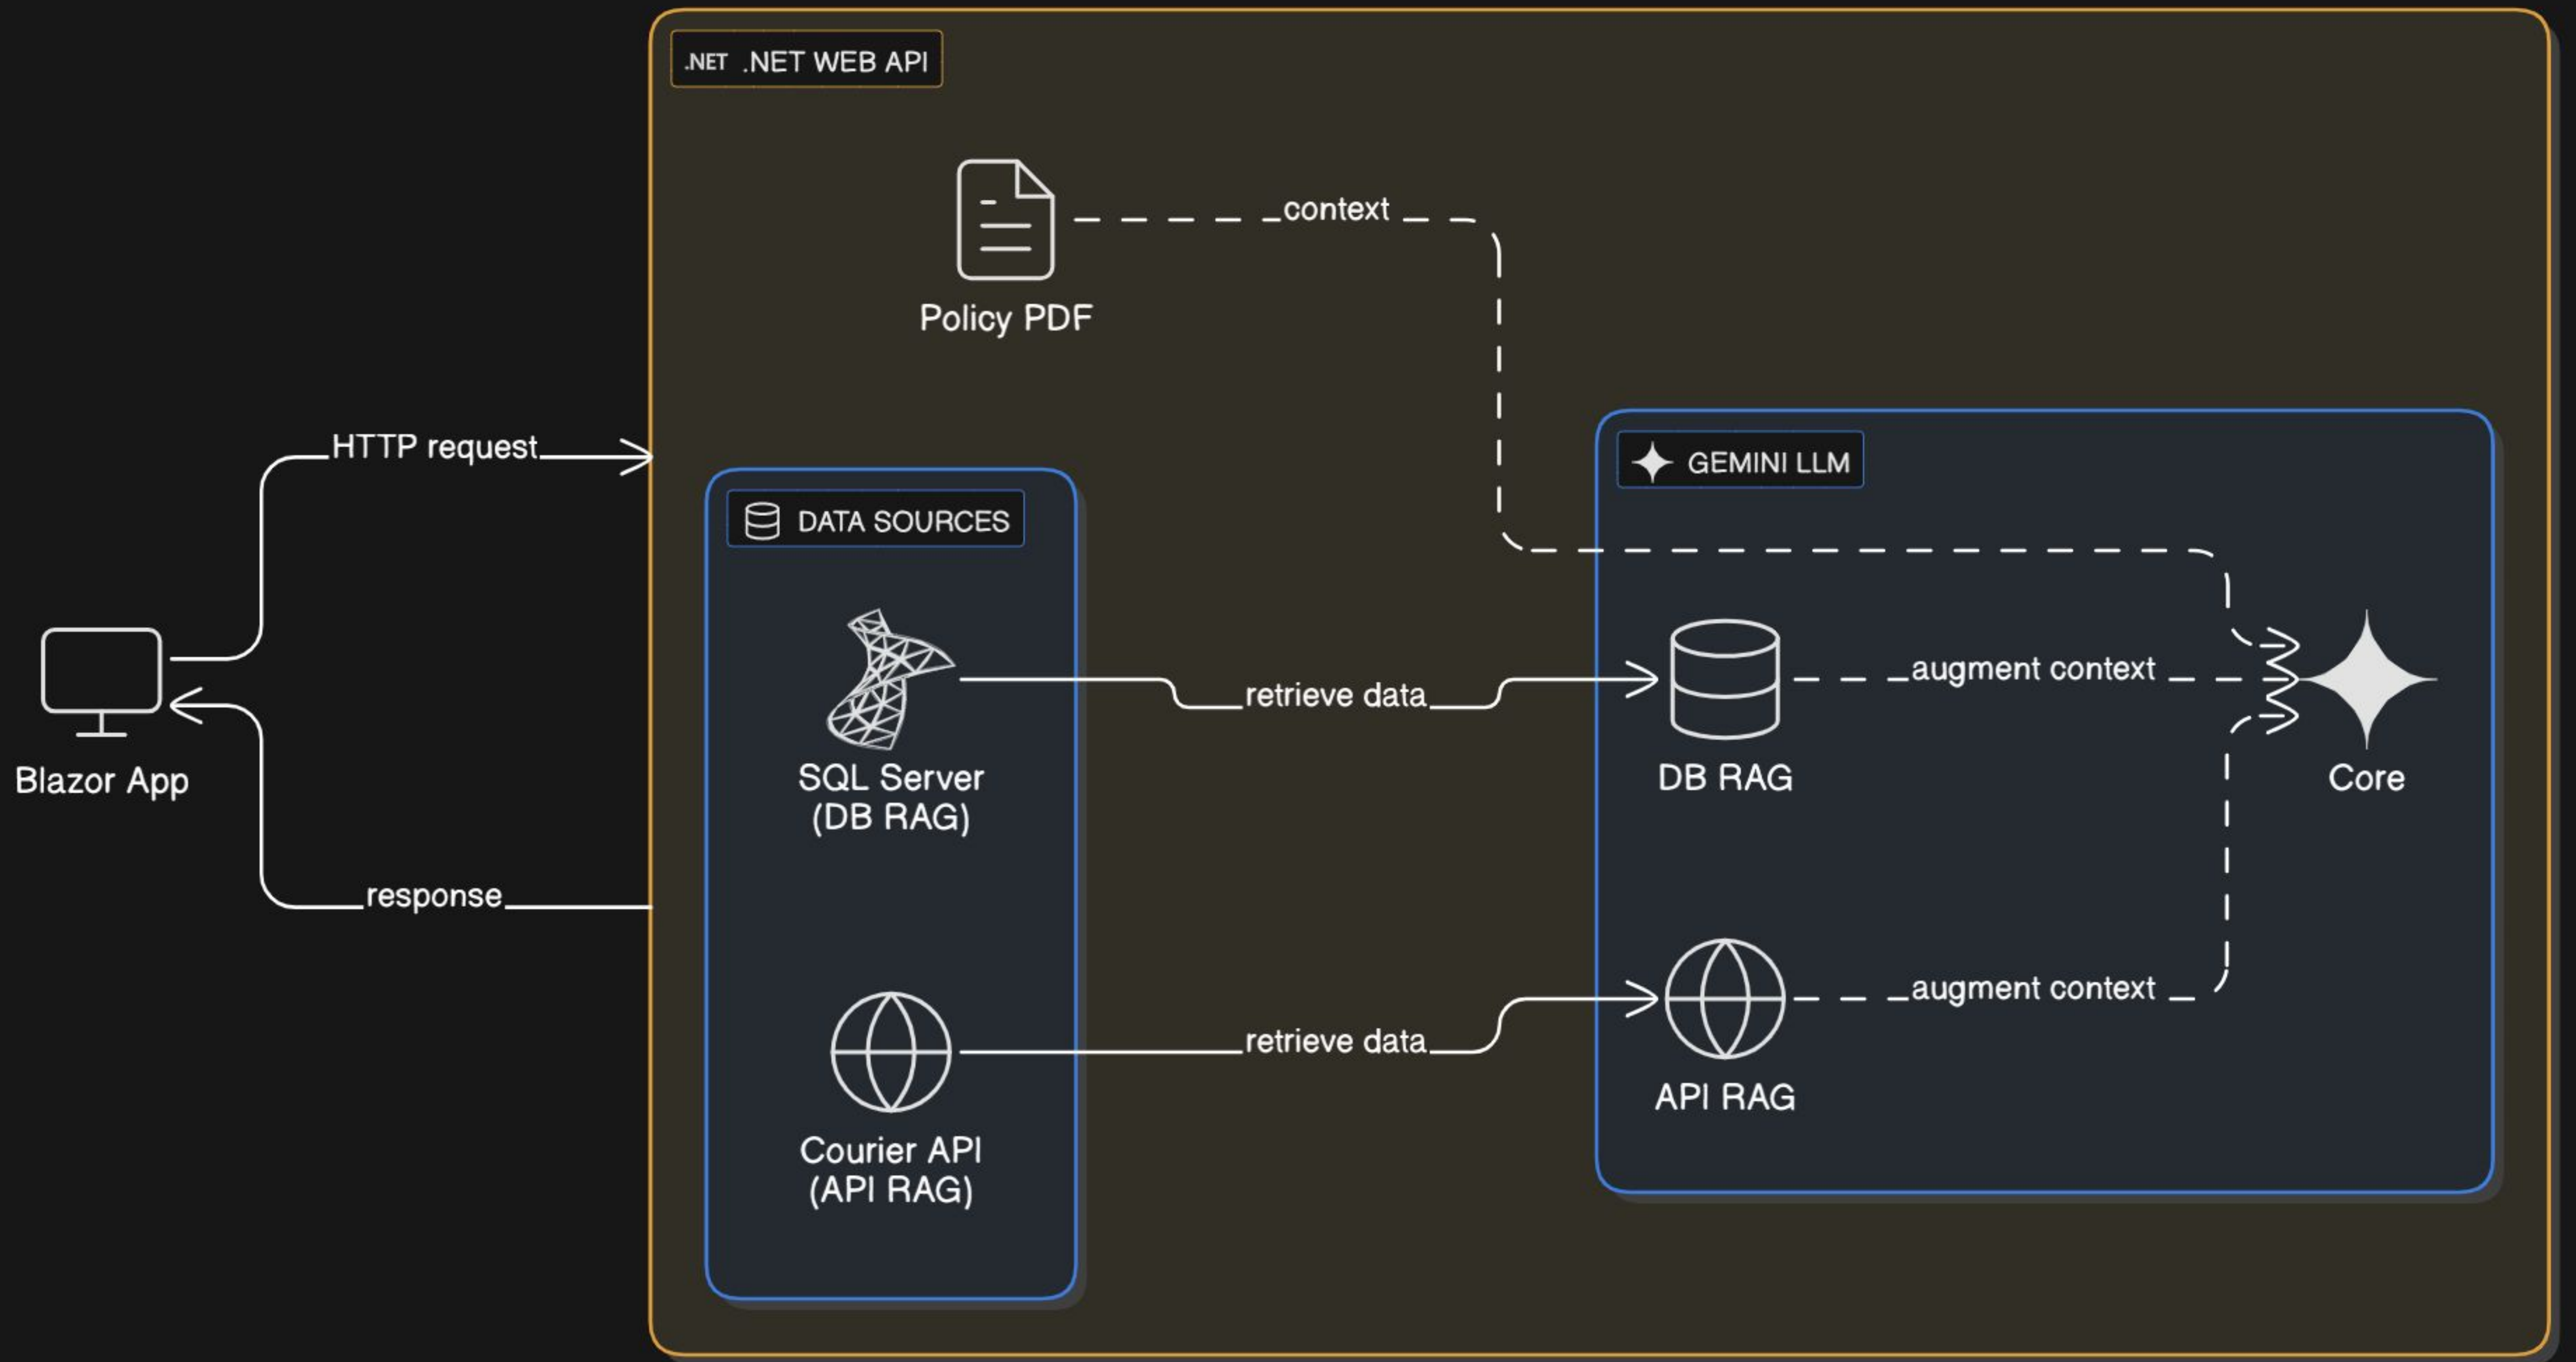 .NET .NET WEB API
context
Policy PDF
HTTP request
GEMINI LLM
DATA SOURCES
retrieve data
augment context
Blazor App
SQL Server
(DB RAG)
DB RAG
Core
response
retrieve data
augment context
API RAG
Courier API
(API RAG)